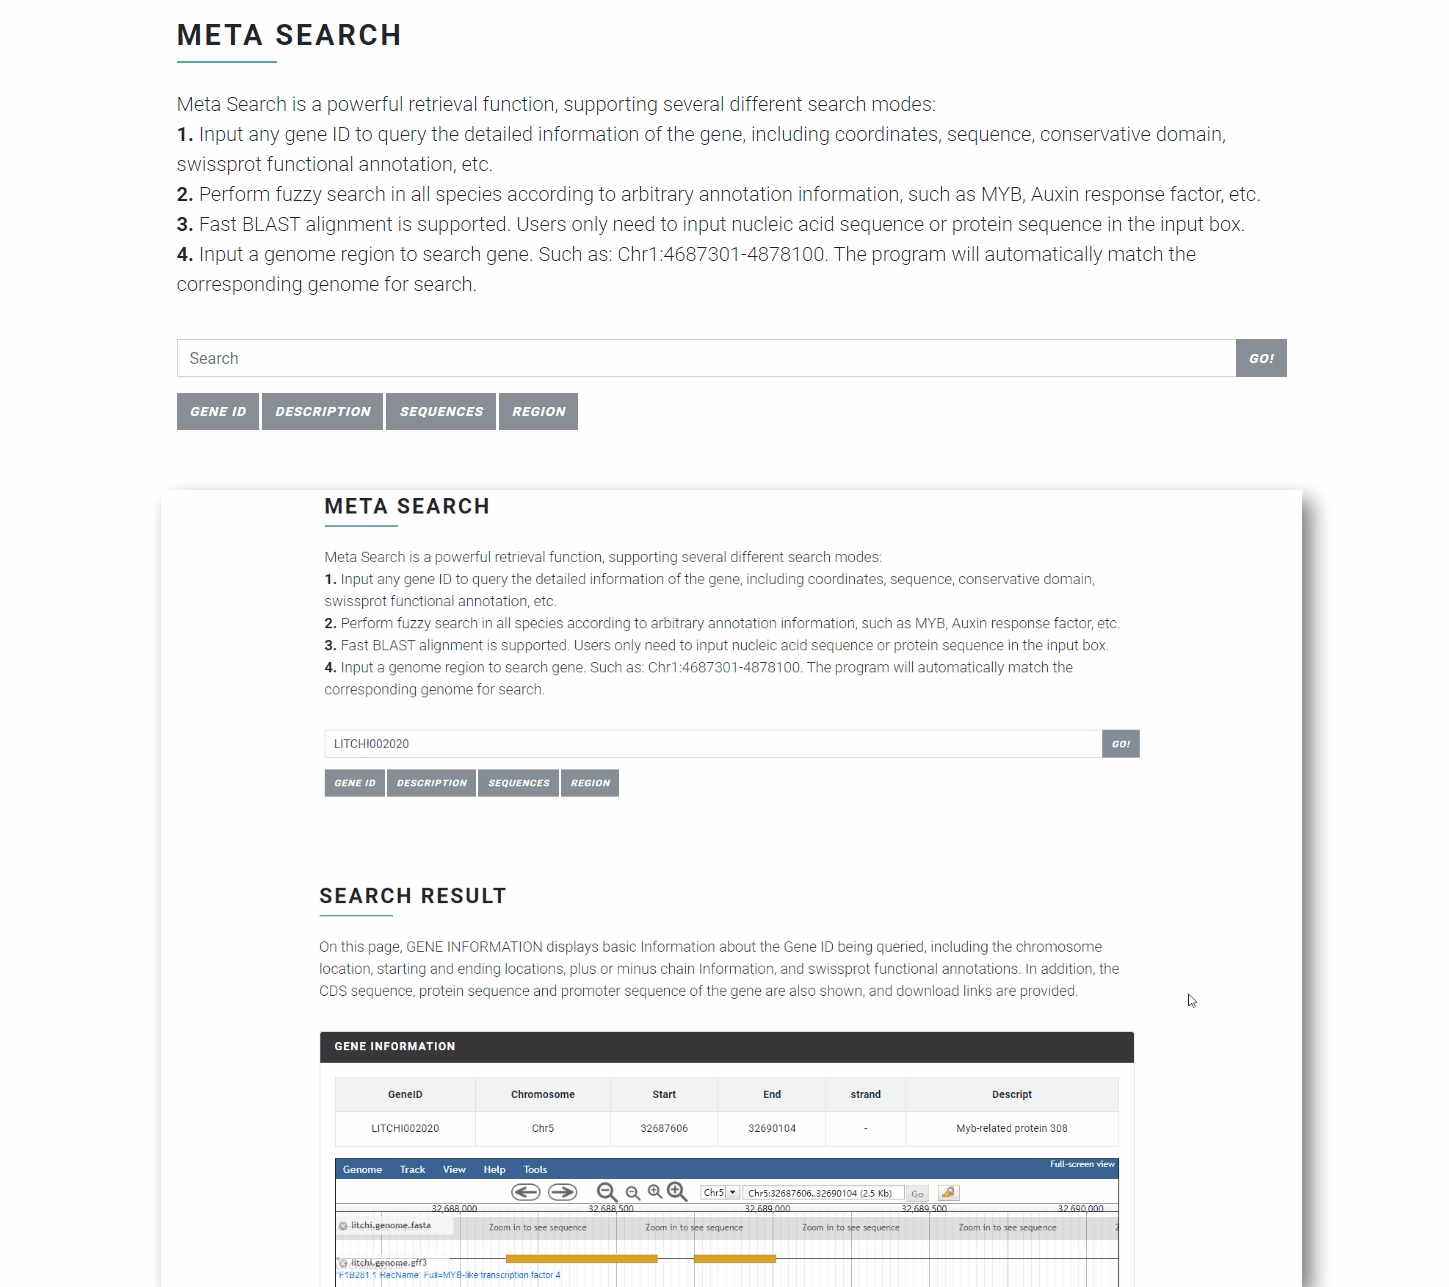 META SEARCH
Meta Search is a powerful retrieval function, supporting several different search modes:
1. Input any gene ID to query the detailed information of the gene, including coordinates, sequence, conservative domain,
swissprot functional annotation, etc.
2. Perform fuzzy search in all species according to arbitrary annotation information, such as MYB, Auxin response factor, etc.
3. Fast BLAST alignment is supported. Users only need to input nucleic acid sequence or protein sequence in the input box.
4. Input a genome region to search gene. Such as: Chr1:4687301-4878100. The program will automatically match the
corresponding genome for search.
Search GO!
GENE ID DESCRIPTION SEQUENCES REGION
META SEARCH
Meta Search is a powerful retrieval function, supporting several different search modes:
1. Input any gene ID to query the detailed information of the gene, including coordinates, sequence, conservative domain,
swissprot functional annotation, etc.
2. Perform fuzzy search in all species according to arbitrary annotation information, such as MYB, Auxin response factor, etc.
3. Fast BLAST alignment is supported. Users only need to input nucleic acid sequence or protein sequence in the input box.
4. Input a genome region to search gene. Such as: Chr1:4687301-4878100. The program will automatically match the
corresponding genome for search.
LITCHI002020 GO!
GENE ID DESCRIPTION SEQUENCES REGION
SEARCH RESULT
On this page, GENE INFORMATION displays basic Information about the Gene ID being queried, including the chromosome
location, starting and ending locations, plus or minus chain Information, and swissprot functional annotations. In addition, the
CDS sequence, protein sequence and promoter sequence of the gene are also shown, and download links are provided.
GENE INFORMATION
GeneID Chromosome Start End strand Descript
LITCHI002020 Chr5 32687606 32690104 - Myb-related protein 308
Genome Track View Help Tools Full-screen view
Chr5 Chr5:32687606..32690104 (2.5 Kb) Go
32,688,000 32,688,500 32,689,000 32,689,500 32,690,000
litchi.genome.fasta Zoom in to see sequence Zoom in to see sequence Zoom in to see sequence Zoom in to see sequence Z
litchi.genome.gff3
F1B281.1 RecName: Full=MYB-like transcription factor 4